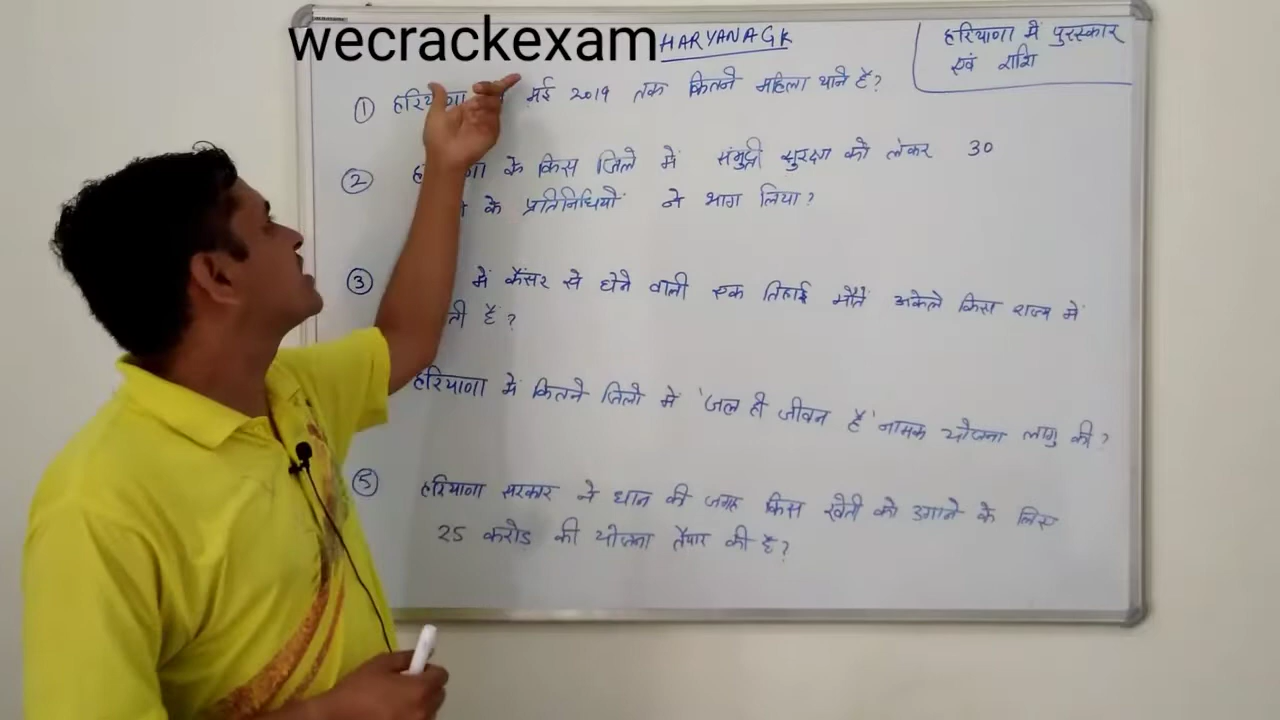 wecrackexam
HARYANA GK
हरियाणा में पुरस्कार
एवं राशि
① मई 2019 तक कितने महिला थाने हैं?
② के किस जिले में संमुद्री सुरक्षा को लेकर 30
के प्रतिनिधियों ने भाग लिया?
③ में कैंसर से होने वाली एक तिहाई मौतें अकेले किस राज्य में
हैं?
हरियाणा में कितने जिलो में 'जल ही जीवन है' नामक योजना लागु की?
⑤ हरियाणा सरकार ने धान की जगह किस खेती को उगाने के लिए
25 करोड की योजना तैयार की है?